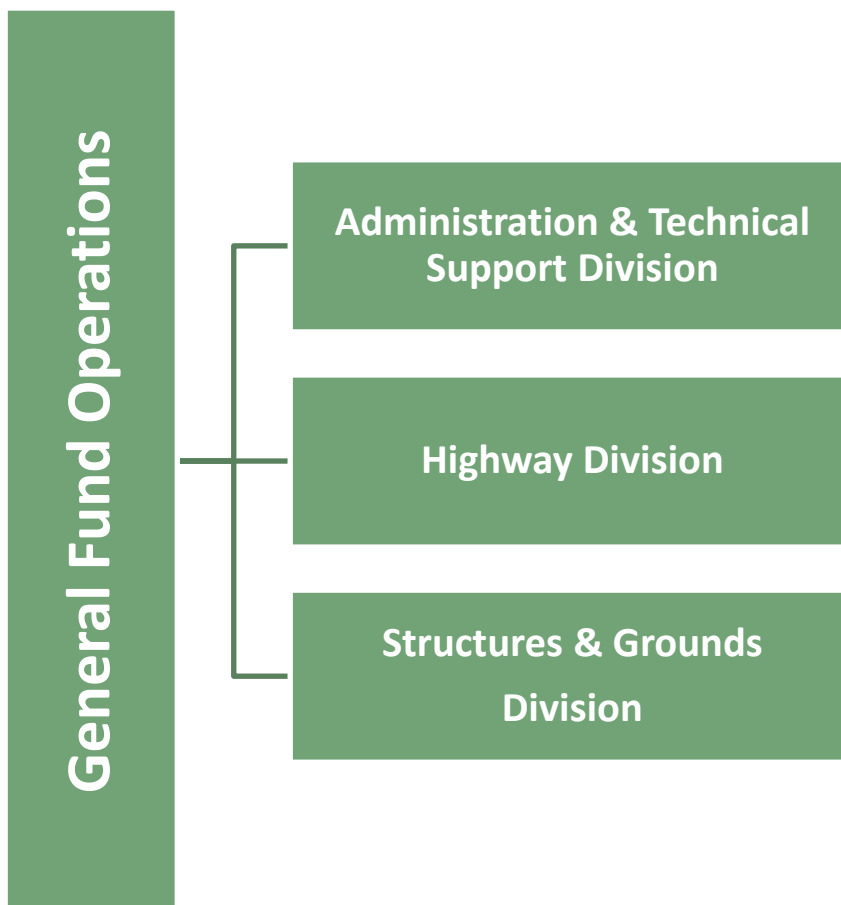 General Fund Operations
Administration & Technical
Support Division
Highway Division
Structures & Grounds
Division